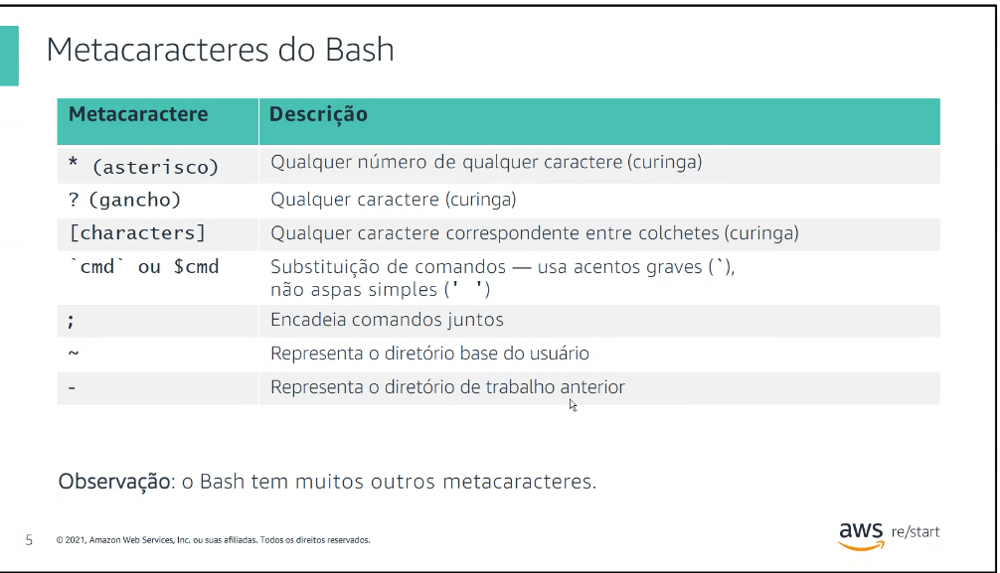 Metacaracteres do Bash
Metacaractere Descrição
* (asterisco) Qualquer número de qualquer caractere (curinga)
? (gancho) Qualquer caractere (curinga)
[characters] Qualquer caractere correspondente entre colchetes (curinga)
`cmd` ou $cmd Substituição de comandos — usa acentos graves (`),
não aspas simples (' ')
; Encadeia comandos juntos
~ Representa o diretório base do usuário
- Representa o diretório de trabalho anterior
Observação: o Bash tem muitos outros metacaracteres.
5 © 2021, Amazon Web Services, Inc. ou suas afiliadas. Todos os direitos reservados.
aws re/start